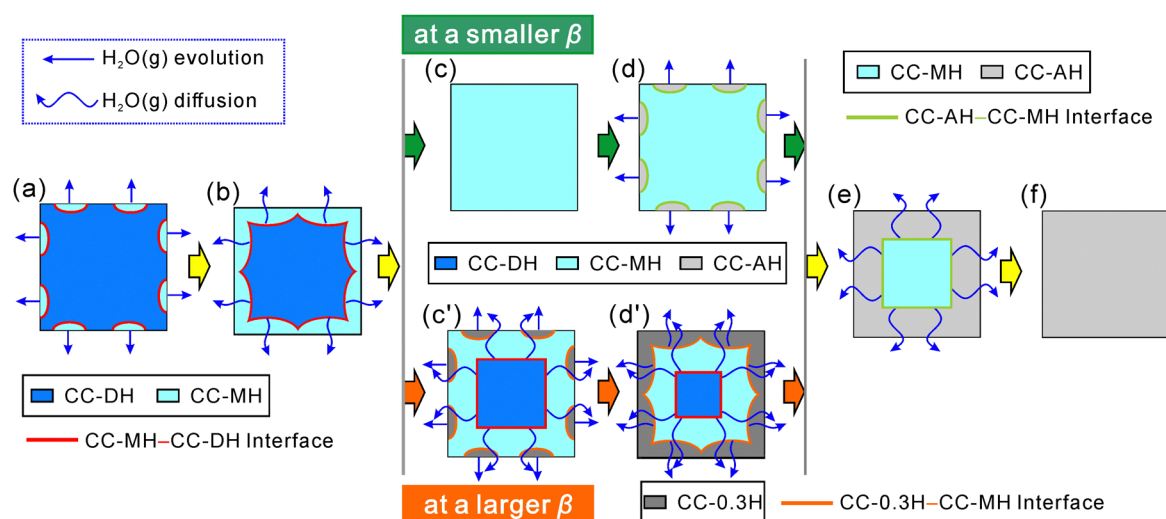 H₂O(g) evolution
H₂O(g) diffusion
(a)
(b)
CC-DH CC-MH
CC-MH–CC-DH Interface
at a smaller β
(c)
(d)
CC-DH CC-MH CC-AH
(c')
(d')
at a larger β
CC-0.3H
CC-0.3H–CC-MH Interface
CC-MH CC-AH
CC-AH–CC-MH Interface
(e)
(f)